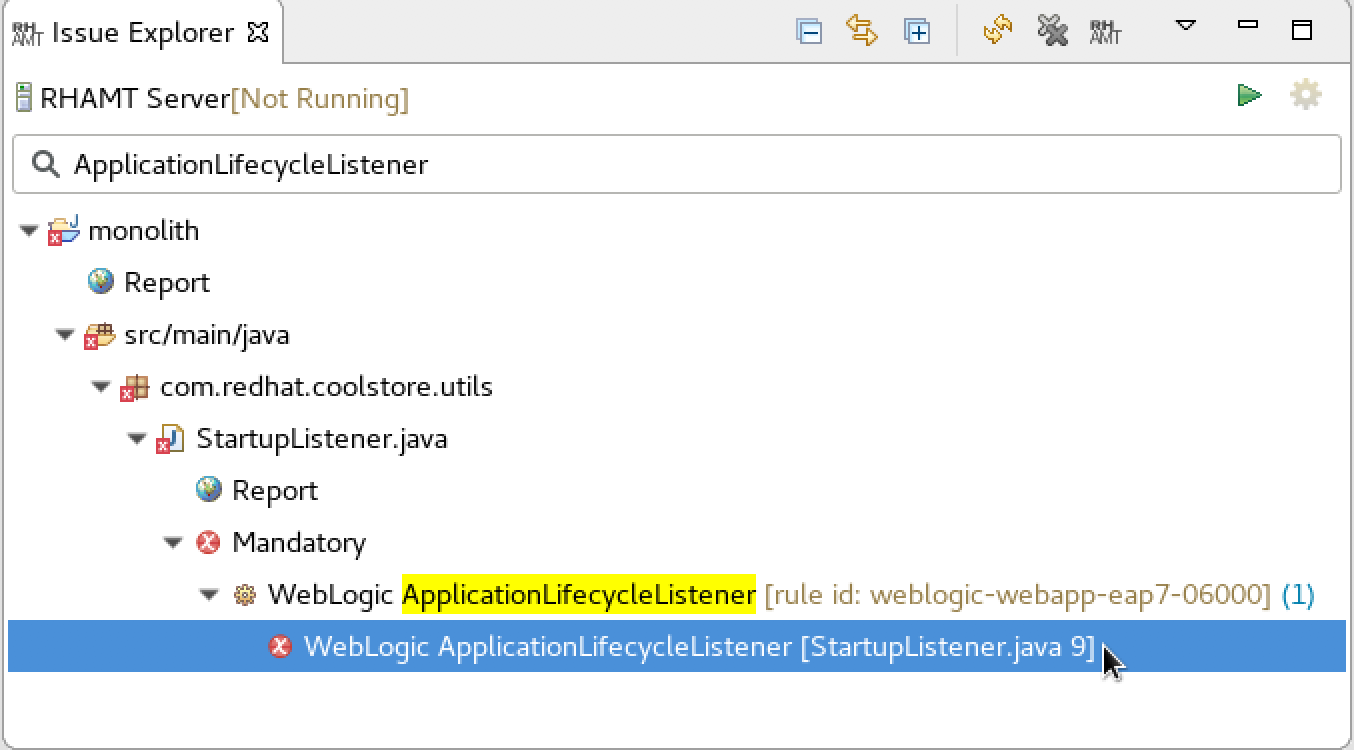 RH AMT Issue Explorer
RH AMT
RHAMT Server[Not Running]
ApplicationLifecycleListener
monolith
Report
src/main/java
com.redhat.coolstore.utils
StartupListener.java
Report
Mandatory
WebLogic ApplicationLifecycleListener [rule id: weblogic-webapp-eap7-06000] (1)
WebLogic ApplicationLifecycleListener [StartupListener.java 9]